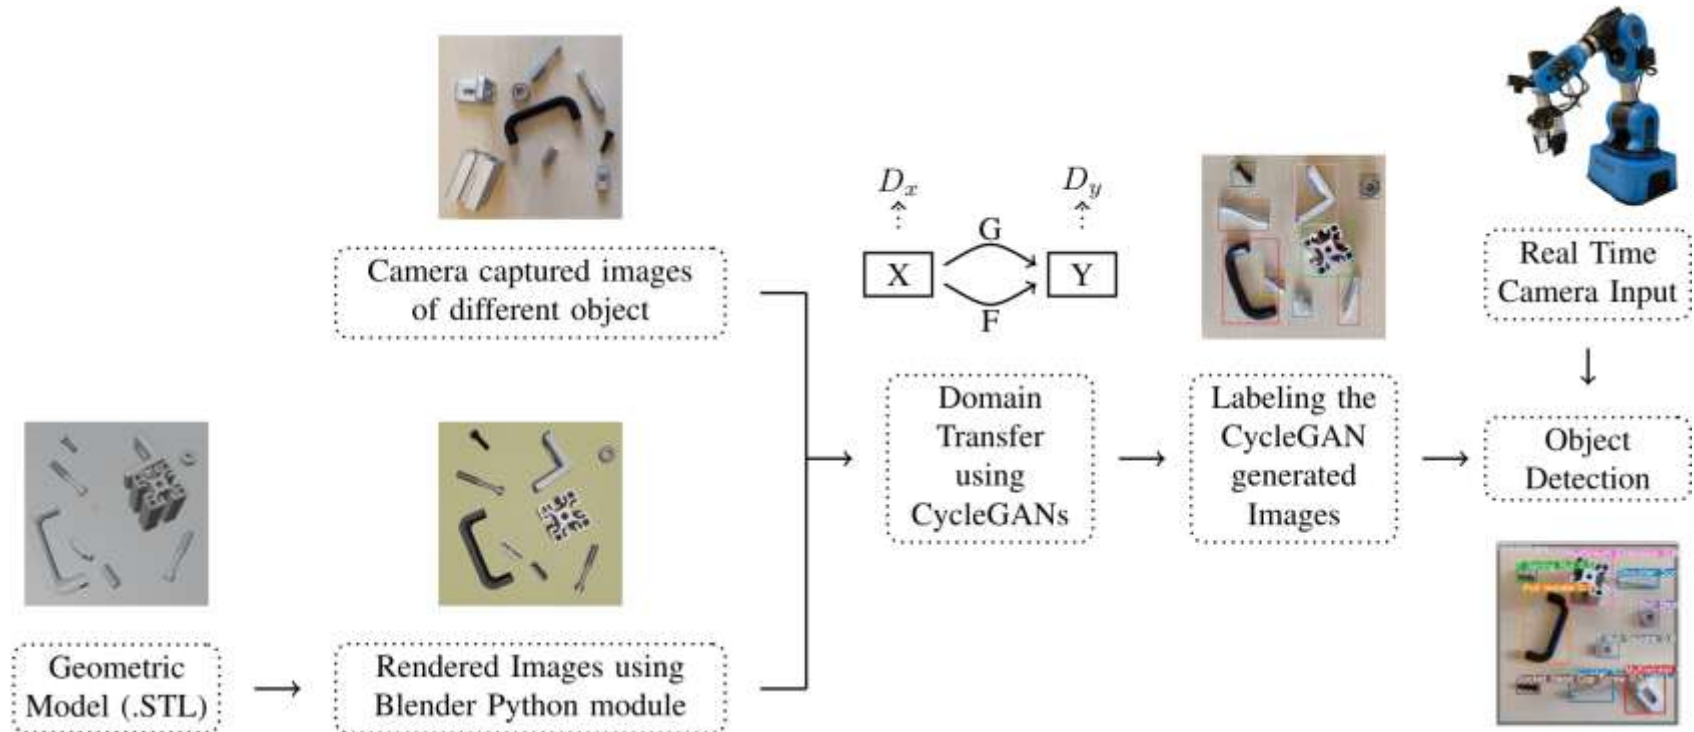 Camera captured images
of different object
Geometric
Model (.STL)
Rendered Images using
Blender Python module
D_x
D_y
G
X
Y
F
Domain
Transfer
using
CycleGANs
Labeling the
CycleGAN
generated
Images
Real Time
Camera Input
Object
Detection